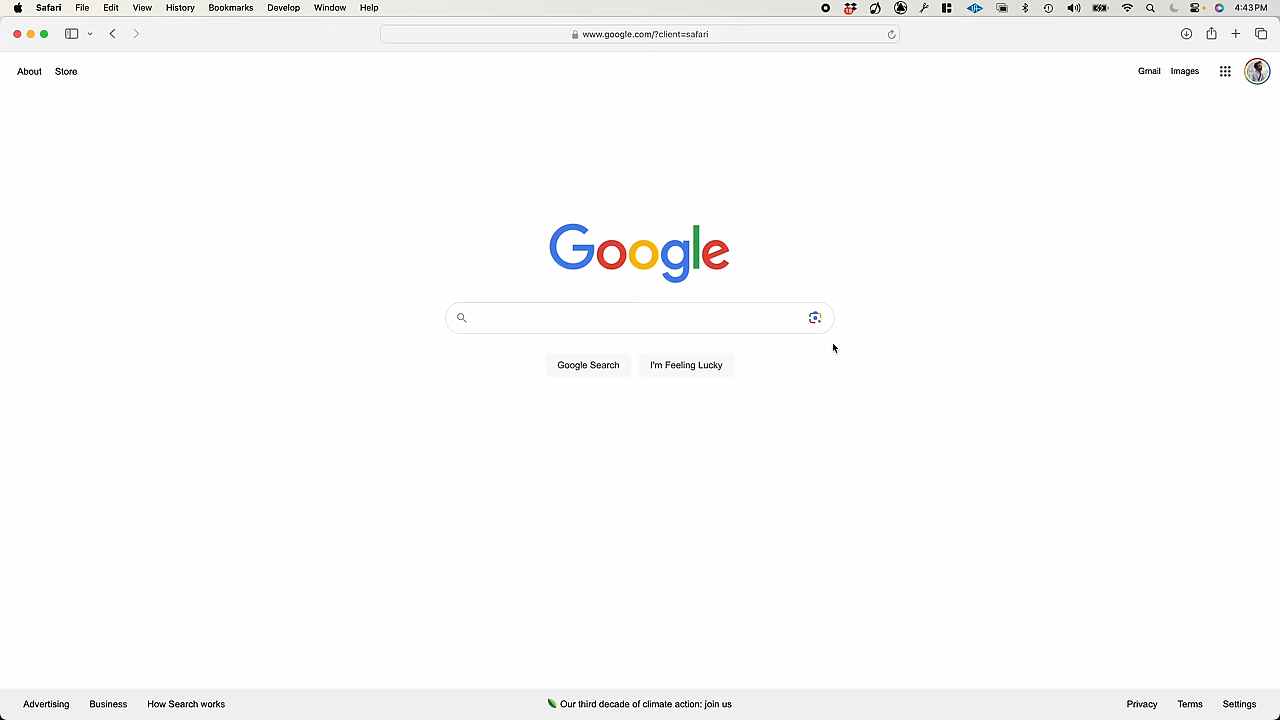 Safari File Edit View History Bookmarks Develop Window Help 18 4:43 PM
www.google.com/?client=safari
About Store Gmail Images
Google
Google Search I'm Feeling Lucky
Advertising Business How Search works Our third decade of climate action: join us Privacy Terms Settings